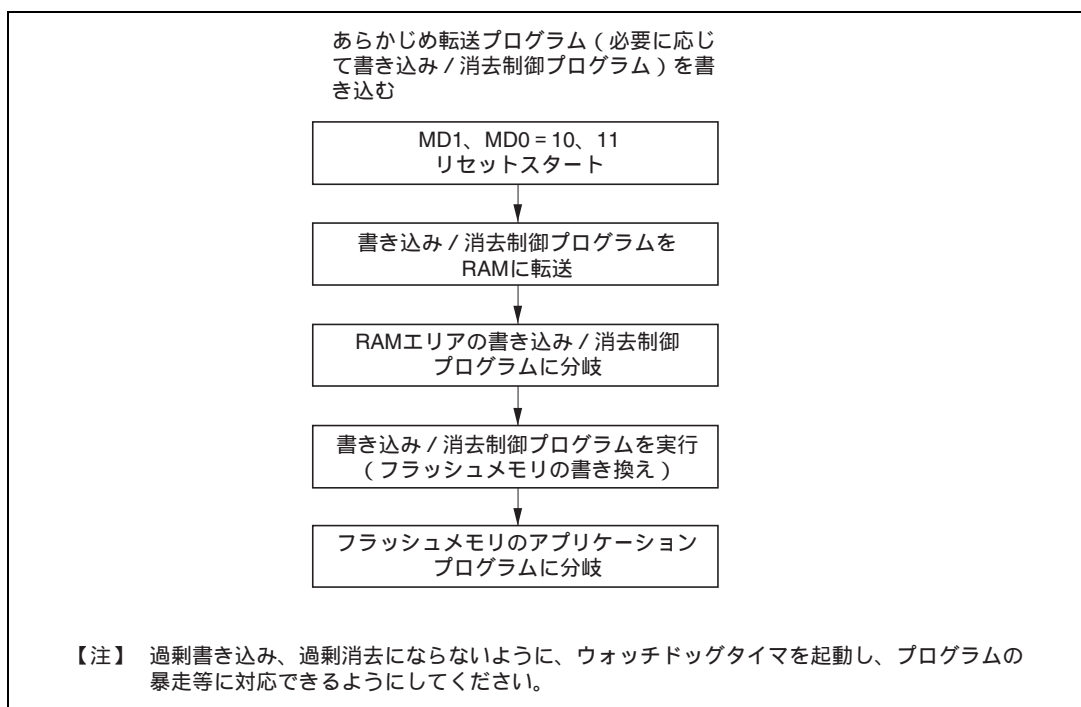 あらかじめ転送プログラム（必要に応じ
て書き込み／消去制御プログラム）を書
き込む
MD1、MD0 = 10、11
リセットスタート
書き込み／消去制御プログラムを
RAMに転送
RAMエリアの書き込み／消去制御
プログラムに分岐
書き込み／消去制御プログラムを実行
（フラッシュメモリの書き換え）
フラッシュメモリのアプリケーション
プログラムに分岐
【注】 過剰書き込み、過剰消去にならないように、ウォッチドッグタイマを起動し、プログラムの
暴走等に対応できるようにしてください。